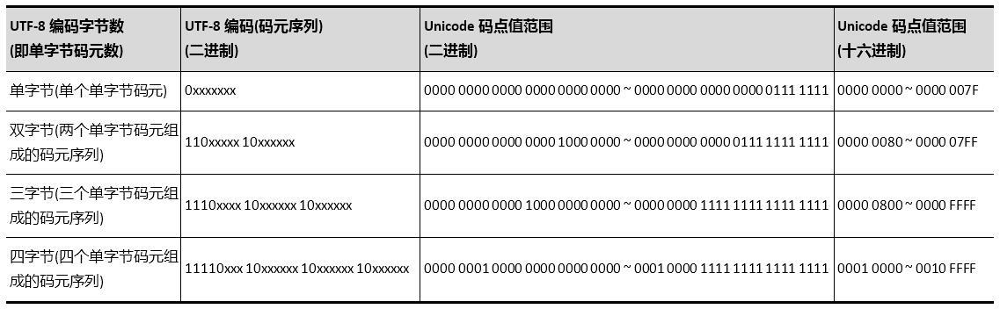 UTF-8 编码字节数
(即单字节码元数)
UTF-8 编码(码元序列)
(二进制)
Unicode 码点值范围
(二进制)
Unicode 码点值范围
(十六进制)
单字节(单个单字节码元)
0xxxxxxx
0000 0000 0000 0000 0000 0000 ~ 0000 0000 0000 0000 0111 1111
0000 0000 ~ 0000 007F
双字节(两个单字节码元组
成的码元序列)
110xxxxx 10xxxxxx
0000 0000 0000 0000 1000 0000 ~ 0000 0000 0000 0111 1111 1111
0000 0080 ~ 0000 07FF
三字节(三个单字节码元组
成的码元序列)
1110xxxx 10xxxxxx 10xxxxxx
0000 0000 0000 1000 0000 0000 ~ 0000 0000 1111 1111 1111 1111
0000 0800 ~ 0000 FFFF
四字节(四个单字节码元组
成的码元序列)
11110xxx 10xxxxxx 10xxxxxx 10xxxxxx
0000 0001 0000 0000 0000 0000 ~ 0001 0000 1111 1111 1111 1111
0001 0000 ~ 0010 FFFF